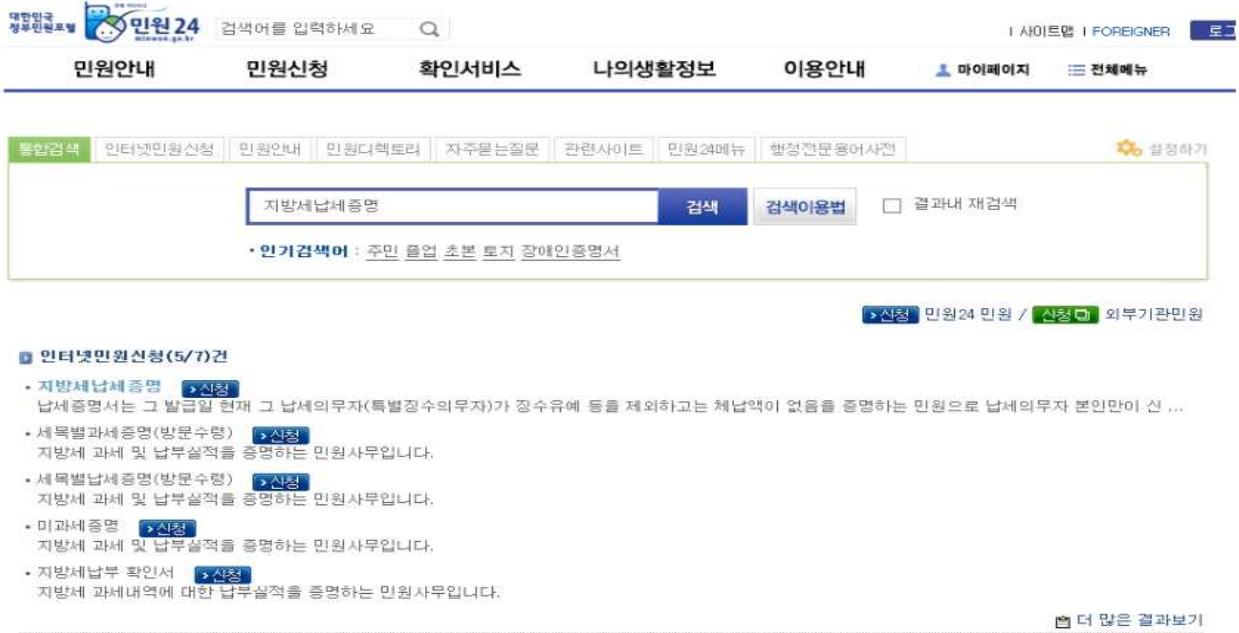 대한민국
정부민원포털 민원24 검색어를 입력하세요 I 사이트맵 I FOREIGNER 로그
minwon.go.kr
민원안내 민원신청 확인서비스 나의생활정보 이용안내 마이페이지 전체메뉴
통합검색 인터넷민원신청 민원안내 민원디렉토리 자주묻는질문 관련사이트 민원24메뉴 행정전문용어사전 설정하기
지방세납세증명 검색 검색이용법 결과내 재검색
• 인기검색어 : 주민 졸업 초본 토지 장애인증명서
신청 민원24 민원 / 신청 외부기관민원
인터넷민원신청(5/7)건
• 지방세납세증명 신청
납세증명서는 그 발급일 현재 그 납세의무자(특별징수의무자)가 징수유예 등을 제외하고는 체납액이 없음을 증명하는 민원으로 납세의무자 본인만이 신 ...
• 세목별과세증명(방문수령) 신청
지방세 과세 및 납부실적을 증명하는 민원사무입니다.
• 세목별납세증명(방문수령) 신청
지방세 과세 및 납부실적을 증명하는 민원사무입니다.
• 미과세증명 신청
지방세 과세 및 납부실적을 증명하는 민원사무입니다.
• 지방세납부 확인서 신청
지방세 과세내역에 대한 납부실적을 증명하는 민원사무입니다.
더 많은 결과보기